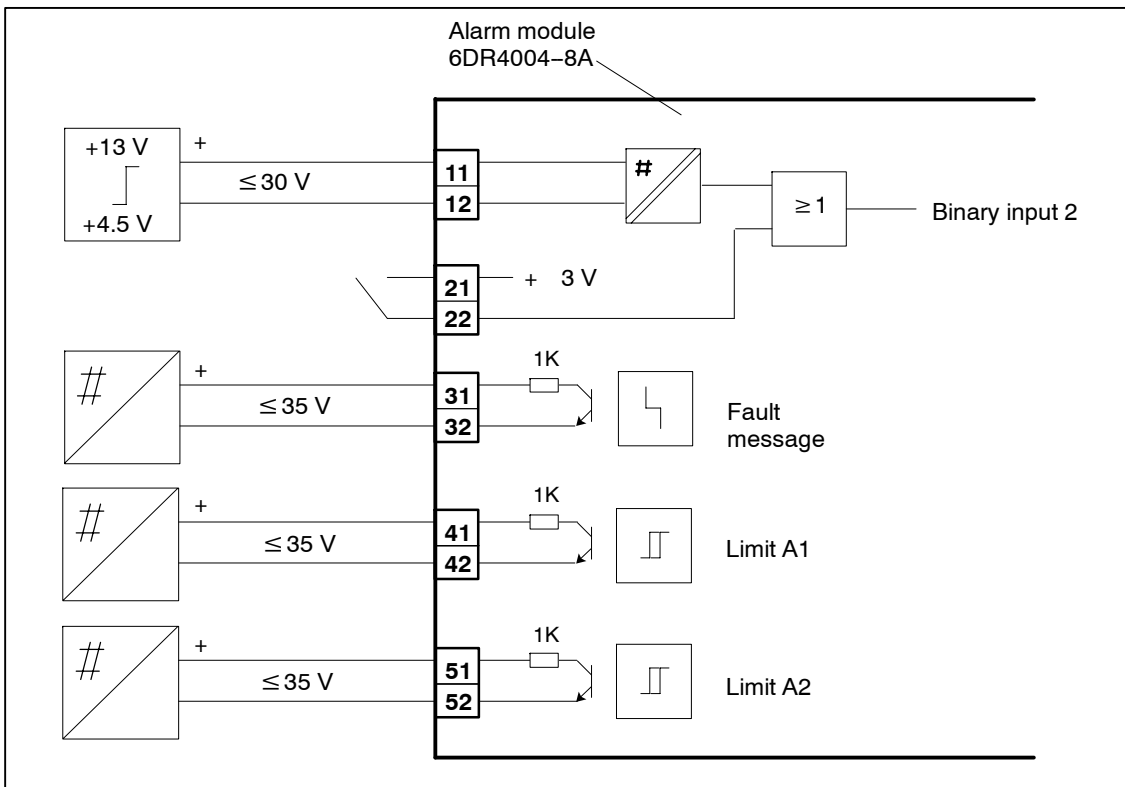 Alarm module
6DR4004−8A
+13 V
+4.5 V
+
≤ 30 V
11
12
#
≥ 1
Binary input 2
21
22
+ 3 V
#
+
≤ 35 V
31
32
1K
Fault
message
#
+
≤ 35 V
41
42
1K
Limit A1
#
+
≤ 35 V
51
52
1K
Limit A2